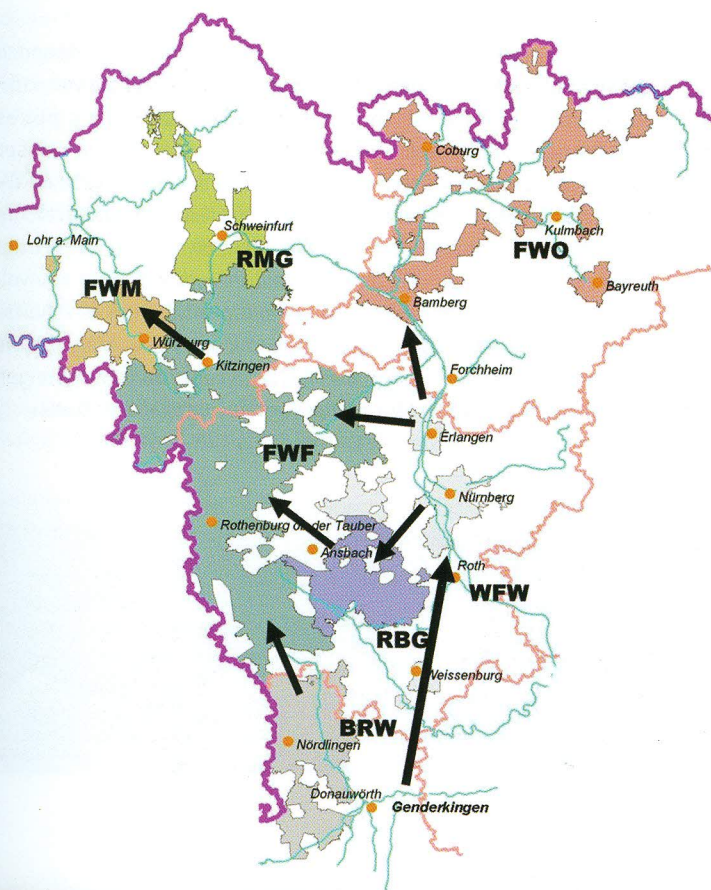 Coburg
Kulmbach
FWO
Schweinfurt
Lohr a. Main
RMG
Bayreuth
FWM
Bamberg
Würzburg
Kitzingen
Forchheim
Erlangen
FWF
Nürnberg
Rothenburg ob der Tauber
Ansbach
Roth
WFW
RBG
Weissenburg
BRW
Nördlingen
Donauwörth
Genderkingen